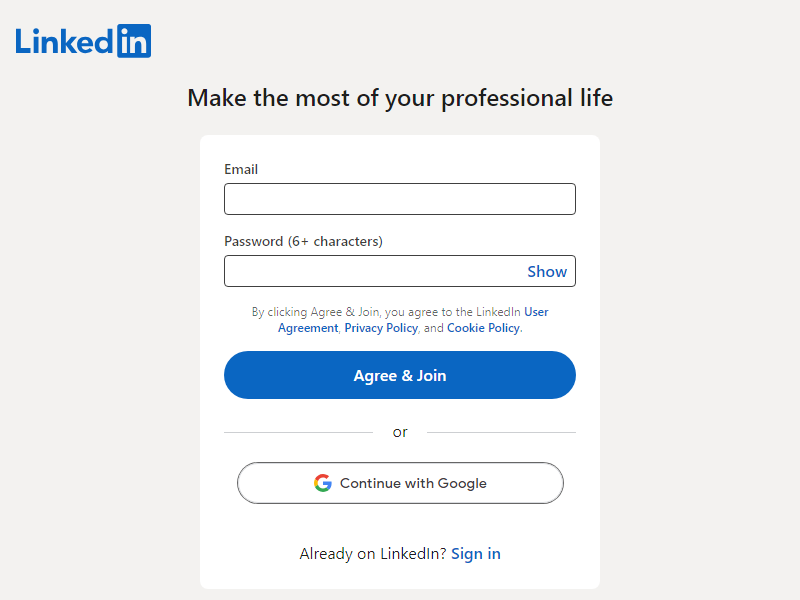 LinkedIn
Make the most of your professional life
Email
Password (6+ characters)
Show
By clicking Agree & Join, you agree to the LinkedIn User
Agreement, Privacy Policy, and Cookie Policy.
Agree & Join
or
Continue with Google
Already on LinkedIn? Sign in